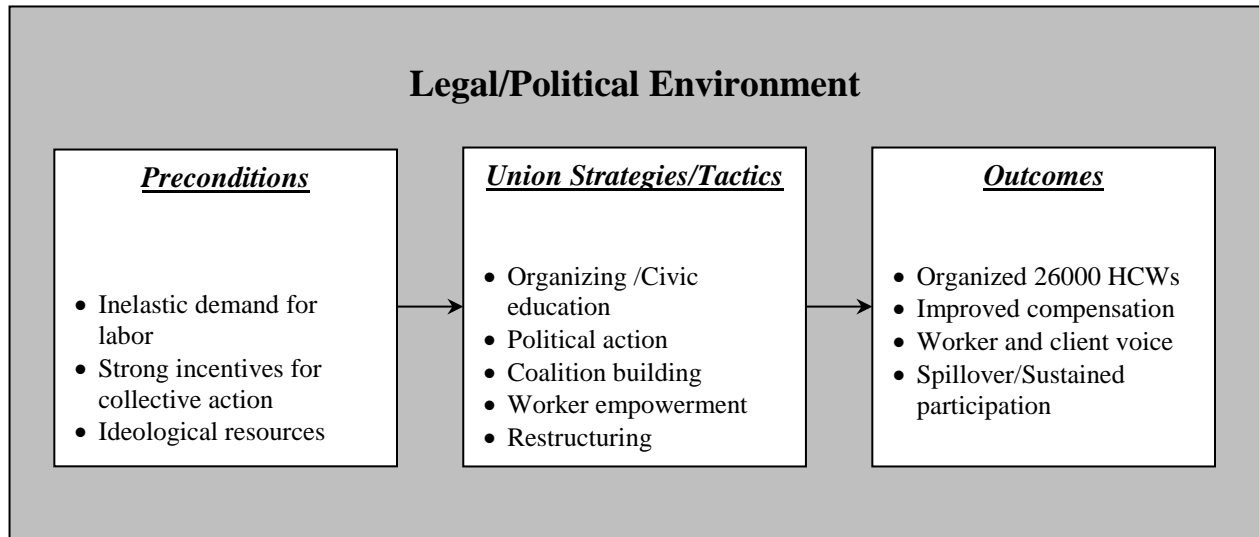 Legal/Political Environment
Preconditions
• Inelastic demand for
labor
• Strong incentives for
collective action
• Ideological resources
Union Strategies/Tactics
• Organizing /Civic
education
• Political action
• Coalition building
• Worker empowerment
• Restructuring
Outcomes
• Organized 26000 HCWs
• Improved compensation
• Worker and client voice
• Spillover/Sustained
participation